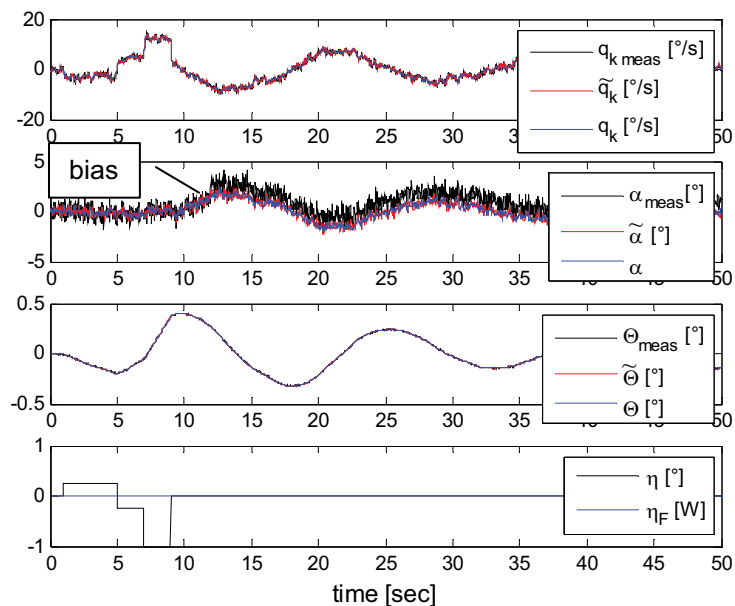 20
0
-20
0 5 10 15 20 25 30 35 40 45 50
q_k meas [°/s]
q̃_k [°/s]
q_k [°/s]
bias
5
0
-5
0 5 10 15 20 25 30 35 40 45 50
α_meas [°]
α̃ [°]
α
0.5
0
-0.5
0 5 10 15 20 25 30 35 40 45 50
Θ_meas [°]
Θ̃ [°]
Θ [°]
1
0
-1
0 5 10 15 20 25 30 35 40 45 50
η [°]
η_F [W]
time [sec]